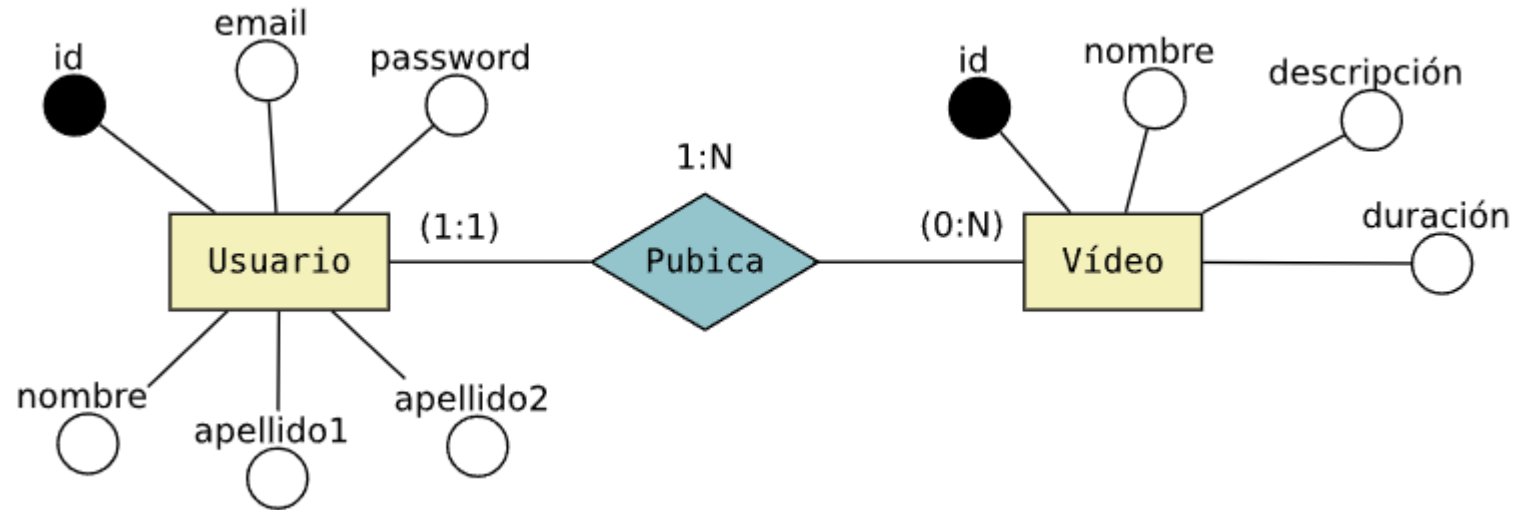 id
email
password
id
nombre
descripción
duración
1:N
(1:1)
(0:N)
Usuario
Pubica
Vídeo
nombre
apellido1
apellido2